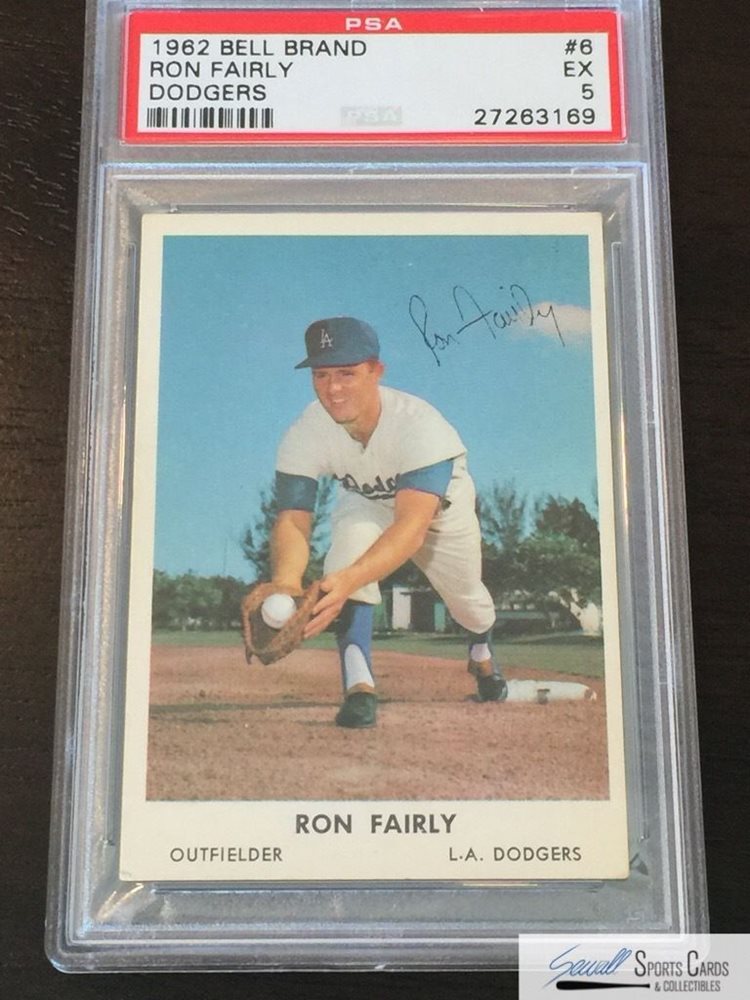 PSA
1962 BELL BRAND #6
RON FAIRLY EX
DODGERS 5
PSA 27263169
Ron Fairly
LA
Dodg
RON FAIRLY
OUTFIELDER L.A. DODGERS
Sewall SPORTS CARDS
& COLLECTIBLES